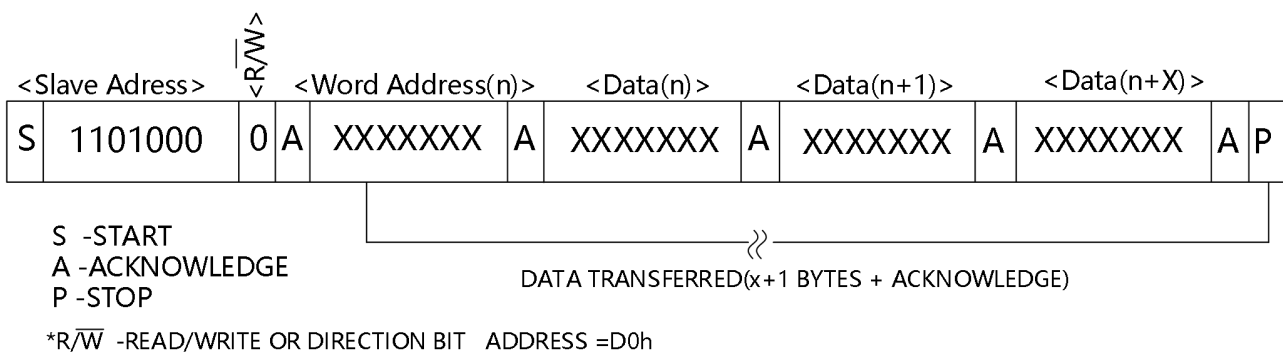 <R/W̅>
<Slave Adress> <Word Address(n)> <Data(n)> <Data(n+1)> <Data(n+X)>
S 1101000 0 A XXXXXXX A XXXXXXX A XXXXXXX A XXXXXXX A P
S -START
A -ACKNOWLEDGE
P -STOP
DATA TRANSFERRED(x+1 BYTES + ACKNOWLEDGE)
*R/W̅ -READ/WRITE OR DIRECTION BIT ADDRESS =D0h